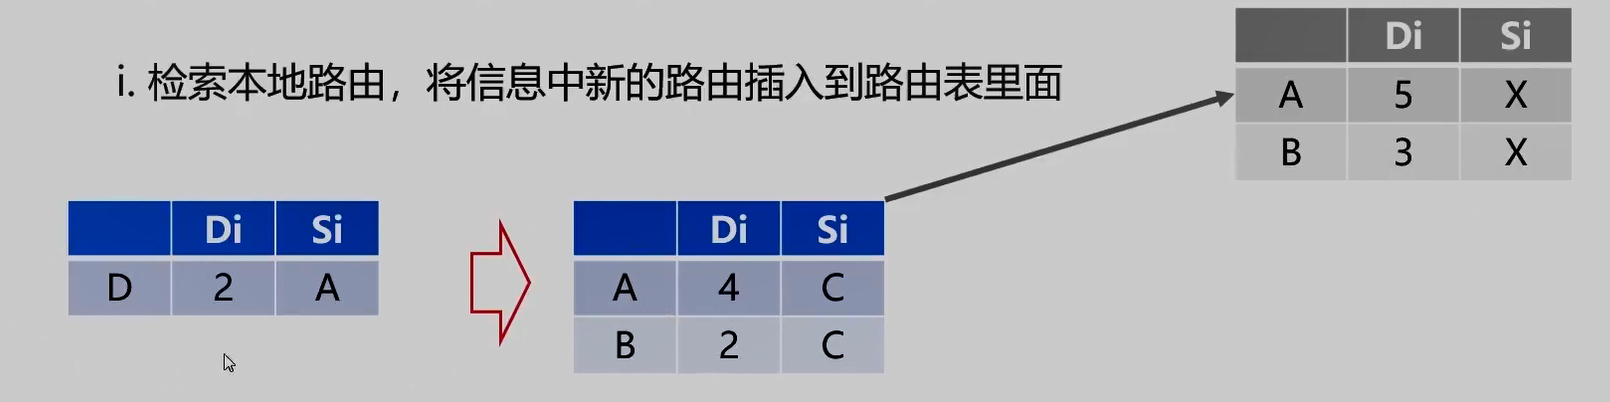 i. 检索本地路由，将信息中新的路由插入到路由表里面
Di Si
A 5 X
B 3 X
Di Si
D 2 A
Di Si
A 4 C
B 2 C